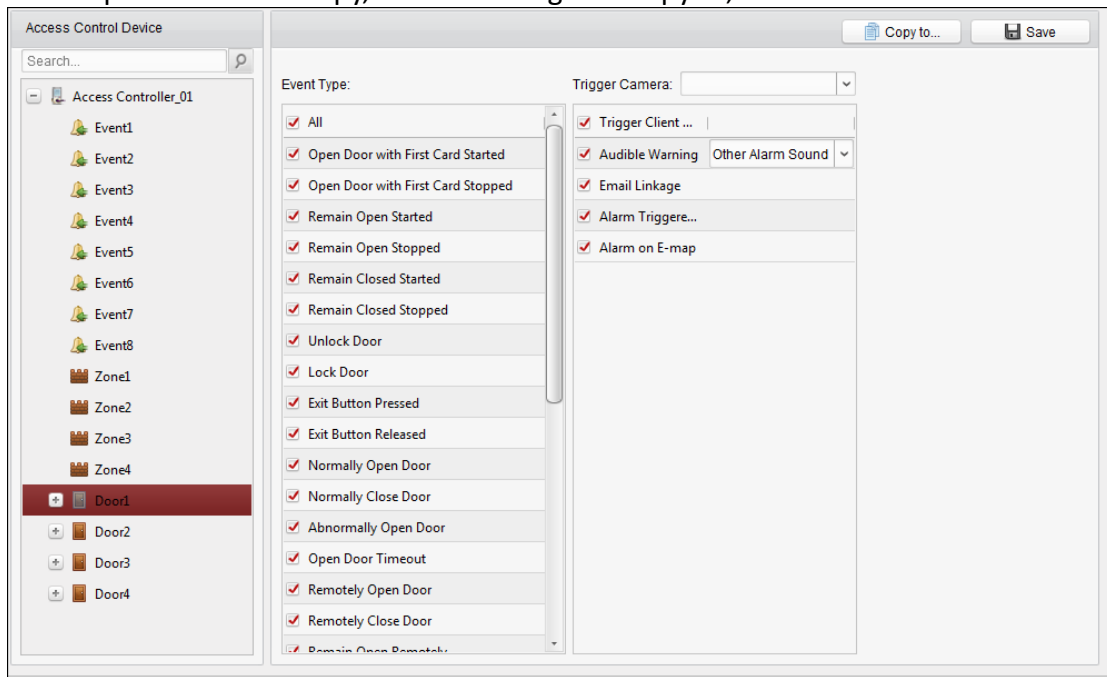 Access Control Device
Copy to...
Save
Search...
Access Controller_01
Event1
Event2
Event3
Event4
Event5
Event6
Event7
Event8
Zone1
Zone2
Zone3
Zone4
Door1
Door2
Door3
Door4
Event Type:
All
Open Door with First Card Started
Open Door with First Card Stopped
Remain Open Started
Remain Open Stopped
Remain Closed Started
Remain Closed Stopped
Unlock Door
Lock Door
Exit Button Pressed
Exit Button Released
Normally Open Door
Normally Close Door
Abnormally Open Door
Open Door Timeout
Remotely Open Door
Remotely Close Door
Remain Open Remotely
Trigger Camera:
Trigger Client ...
Audible Warning Other Alarm Sound
Email Linkage
Alarm Triggere...
Alarm on E-map